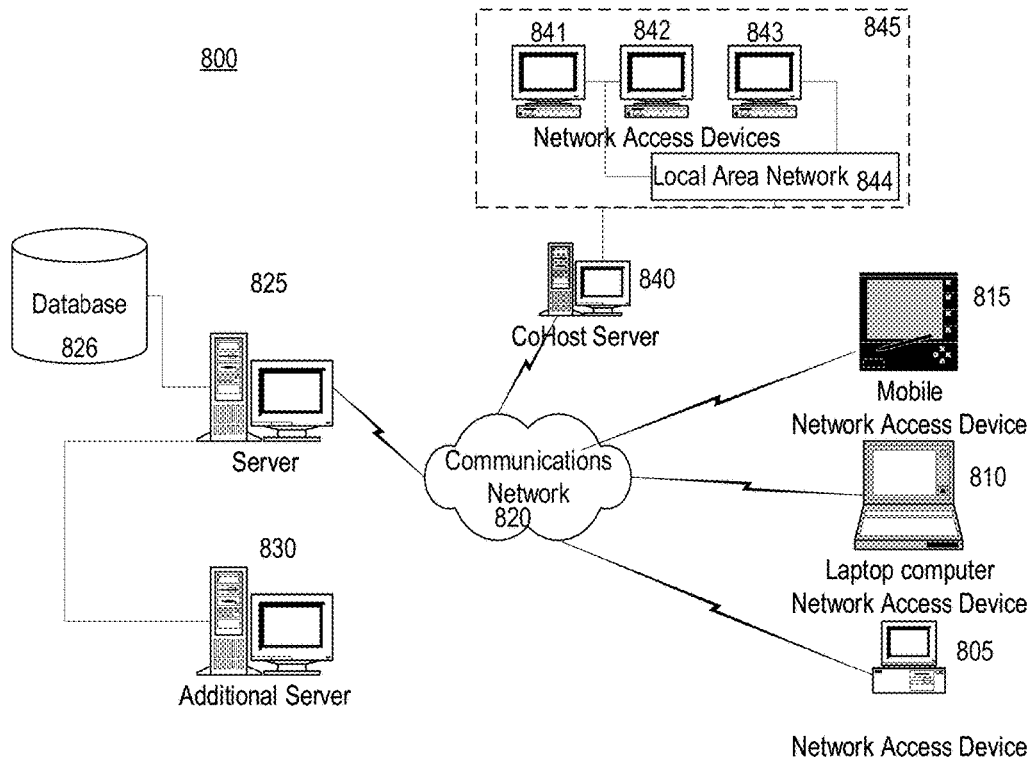 800
841
842
843
845
Network Access Devices
Local Area Network 844
Database
826
825
Server
840
CoHost Server
815
Mobile
Network Access Device
Communications
Network
820
810
Laptop computer
Network Access Device
830
Additional Server
805
Network Access Device